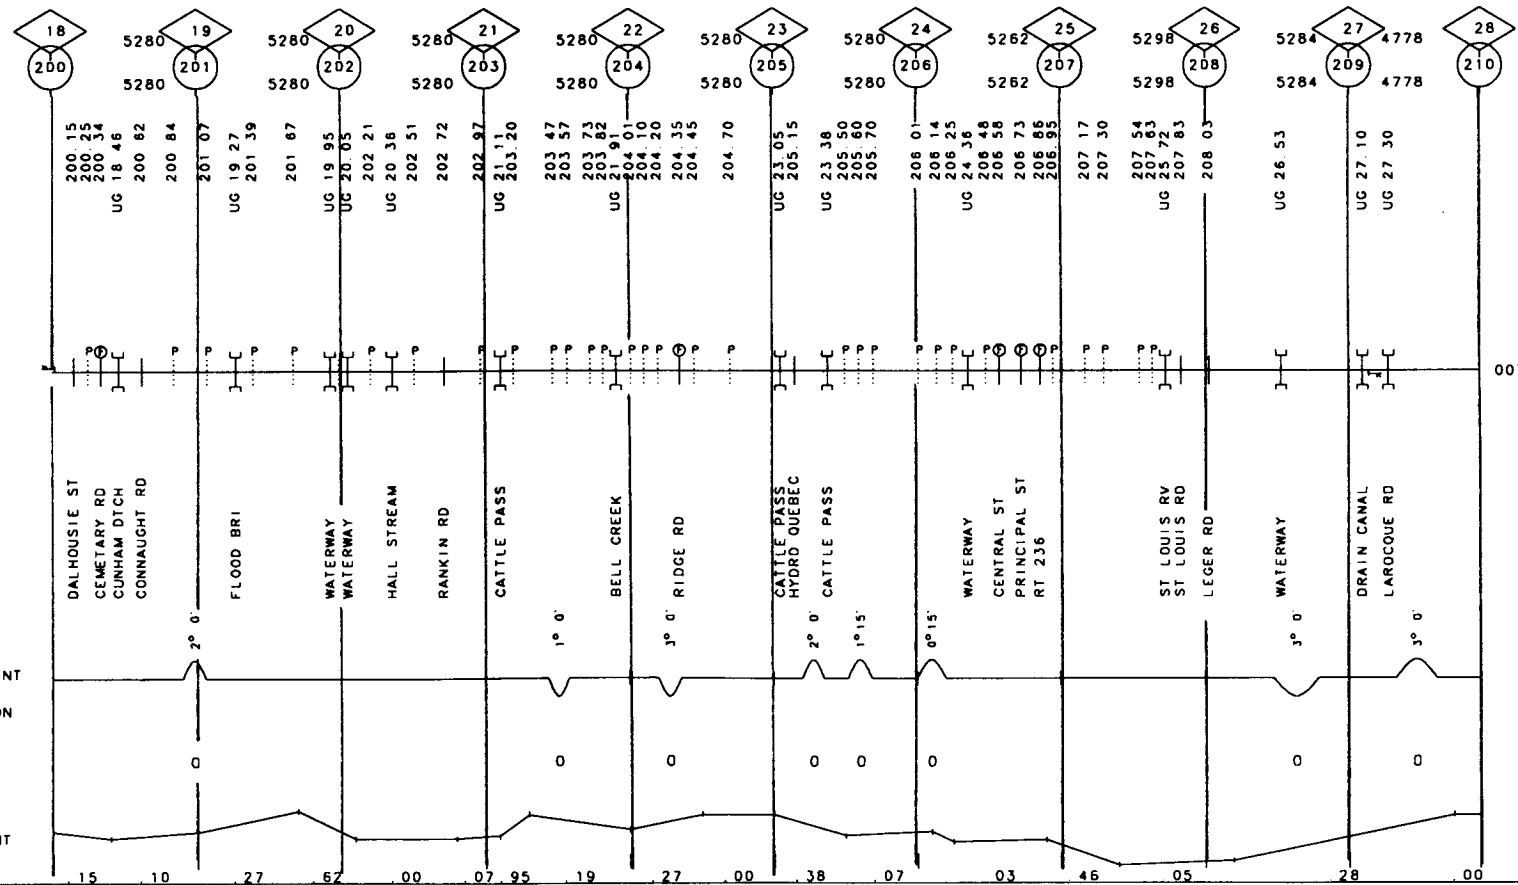 18 19 20 21 22 23 24 25 26 27 28
5280 5280 5280 5280 5280 5280 5262 5298 5284 4778
200 201 202 203 204 205 206 207 208 209 210
5280 5280 5280 5280 5280 5280 5262 5298 5284 4778
200.15
200.25
200 34
UG 18 46
200 62
200 84
201 07
UG 19 27
201 39
201 67
UG 19 95
UG 20.05
202 21
UG 20 36
202 51
202 72
202 97
UG 21 11
203.20
203 47
203 57
203 73
203 82
UG 21 91
204 01
204.10
204.20
204.35
204.45
204.70
UG 23.05
205.15
UG 23 38
205.50
205.60
205.70
206 01
206 14
206 25
UG 24 36
206 48
206 58
206 73
206 86
206.95
207 17
207 30
207 54
207 63
UG 25 72
207 83
208 03
UG 26.53
UG 27.10
UG 27 30
P P P P P P P P P P P P P P P P P P P P P P P P P P P P P P P P P P P
00
DALHOUSIE ST
CEMETARY RD
CUNHAM DTCH
CONNAUGHT RD
FLOOD BRI
WATERWAY
WATERWAY
HALL STREAM
RANKIN RD
CATTLE PASS
BELL CREEK
RIDGE RD
CATTLE PASS
HYDRO QUEBEC
CATTLE PASS
WATERWAY
CENTRAL ST
PRINCIPAL ST
RT 236
ST LOUIS RV
ST LOUIS RD
LEGER RD
WATERWAY
DRAIN CANAL
LAROCQUE RD
2° 0' 1° 0' 3° 0' 2° 0' 1° 15' 0° 15' 3° 0' 3° 0'
NT
ON
0 0 0 0 0 0 0 0
NT
15 10 27 62 00 07 95 19 27 00 38 07 03 46 05 28 00